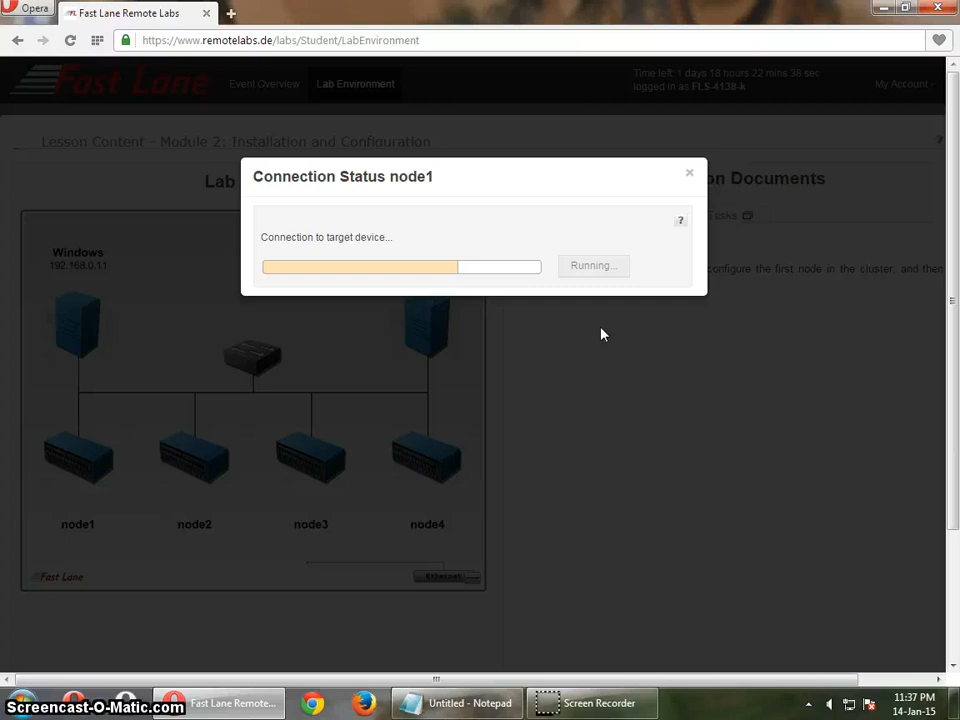 Opera
Fast Lane Remote Labs
https://www.remotelabs.de/labs/Student/LabEnvironment
Fast Lane
Event Overview
Lab Environment
Time left: 1 days 18 hours 22 mins 36 sec
logged in as FLS-4138-k
My Account
Lesson Content - Module 2: Installation and Configuration
?
Lab
on Documents
Connection Status node1
×
?
Connection to target device...
Running...
Tasks
configure the first node in the cluster, and then
Windows
192.168.0.11
node1
node2
node3
node4
Fast Lane
Ethernet
Fast Lane Remote...
Untitled - Notepad
Screen Recorder
11:37 PM
14-Jan-15
Screencast-O-Matic.com